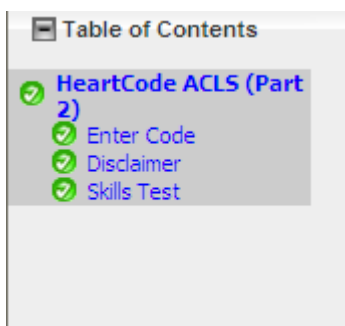 Table of Contents
HeartCode ACLS (Part
2)
Enter Code
Disclaimer
Skills Test